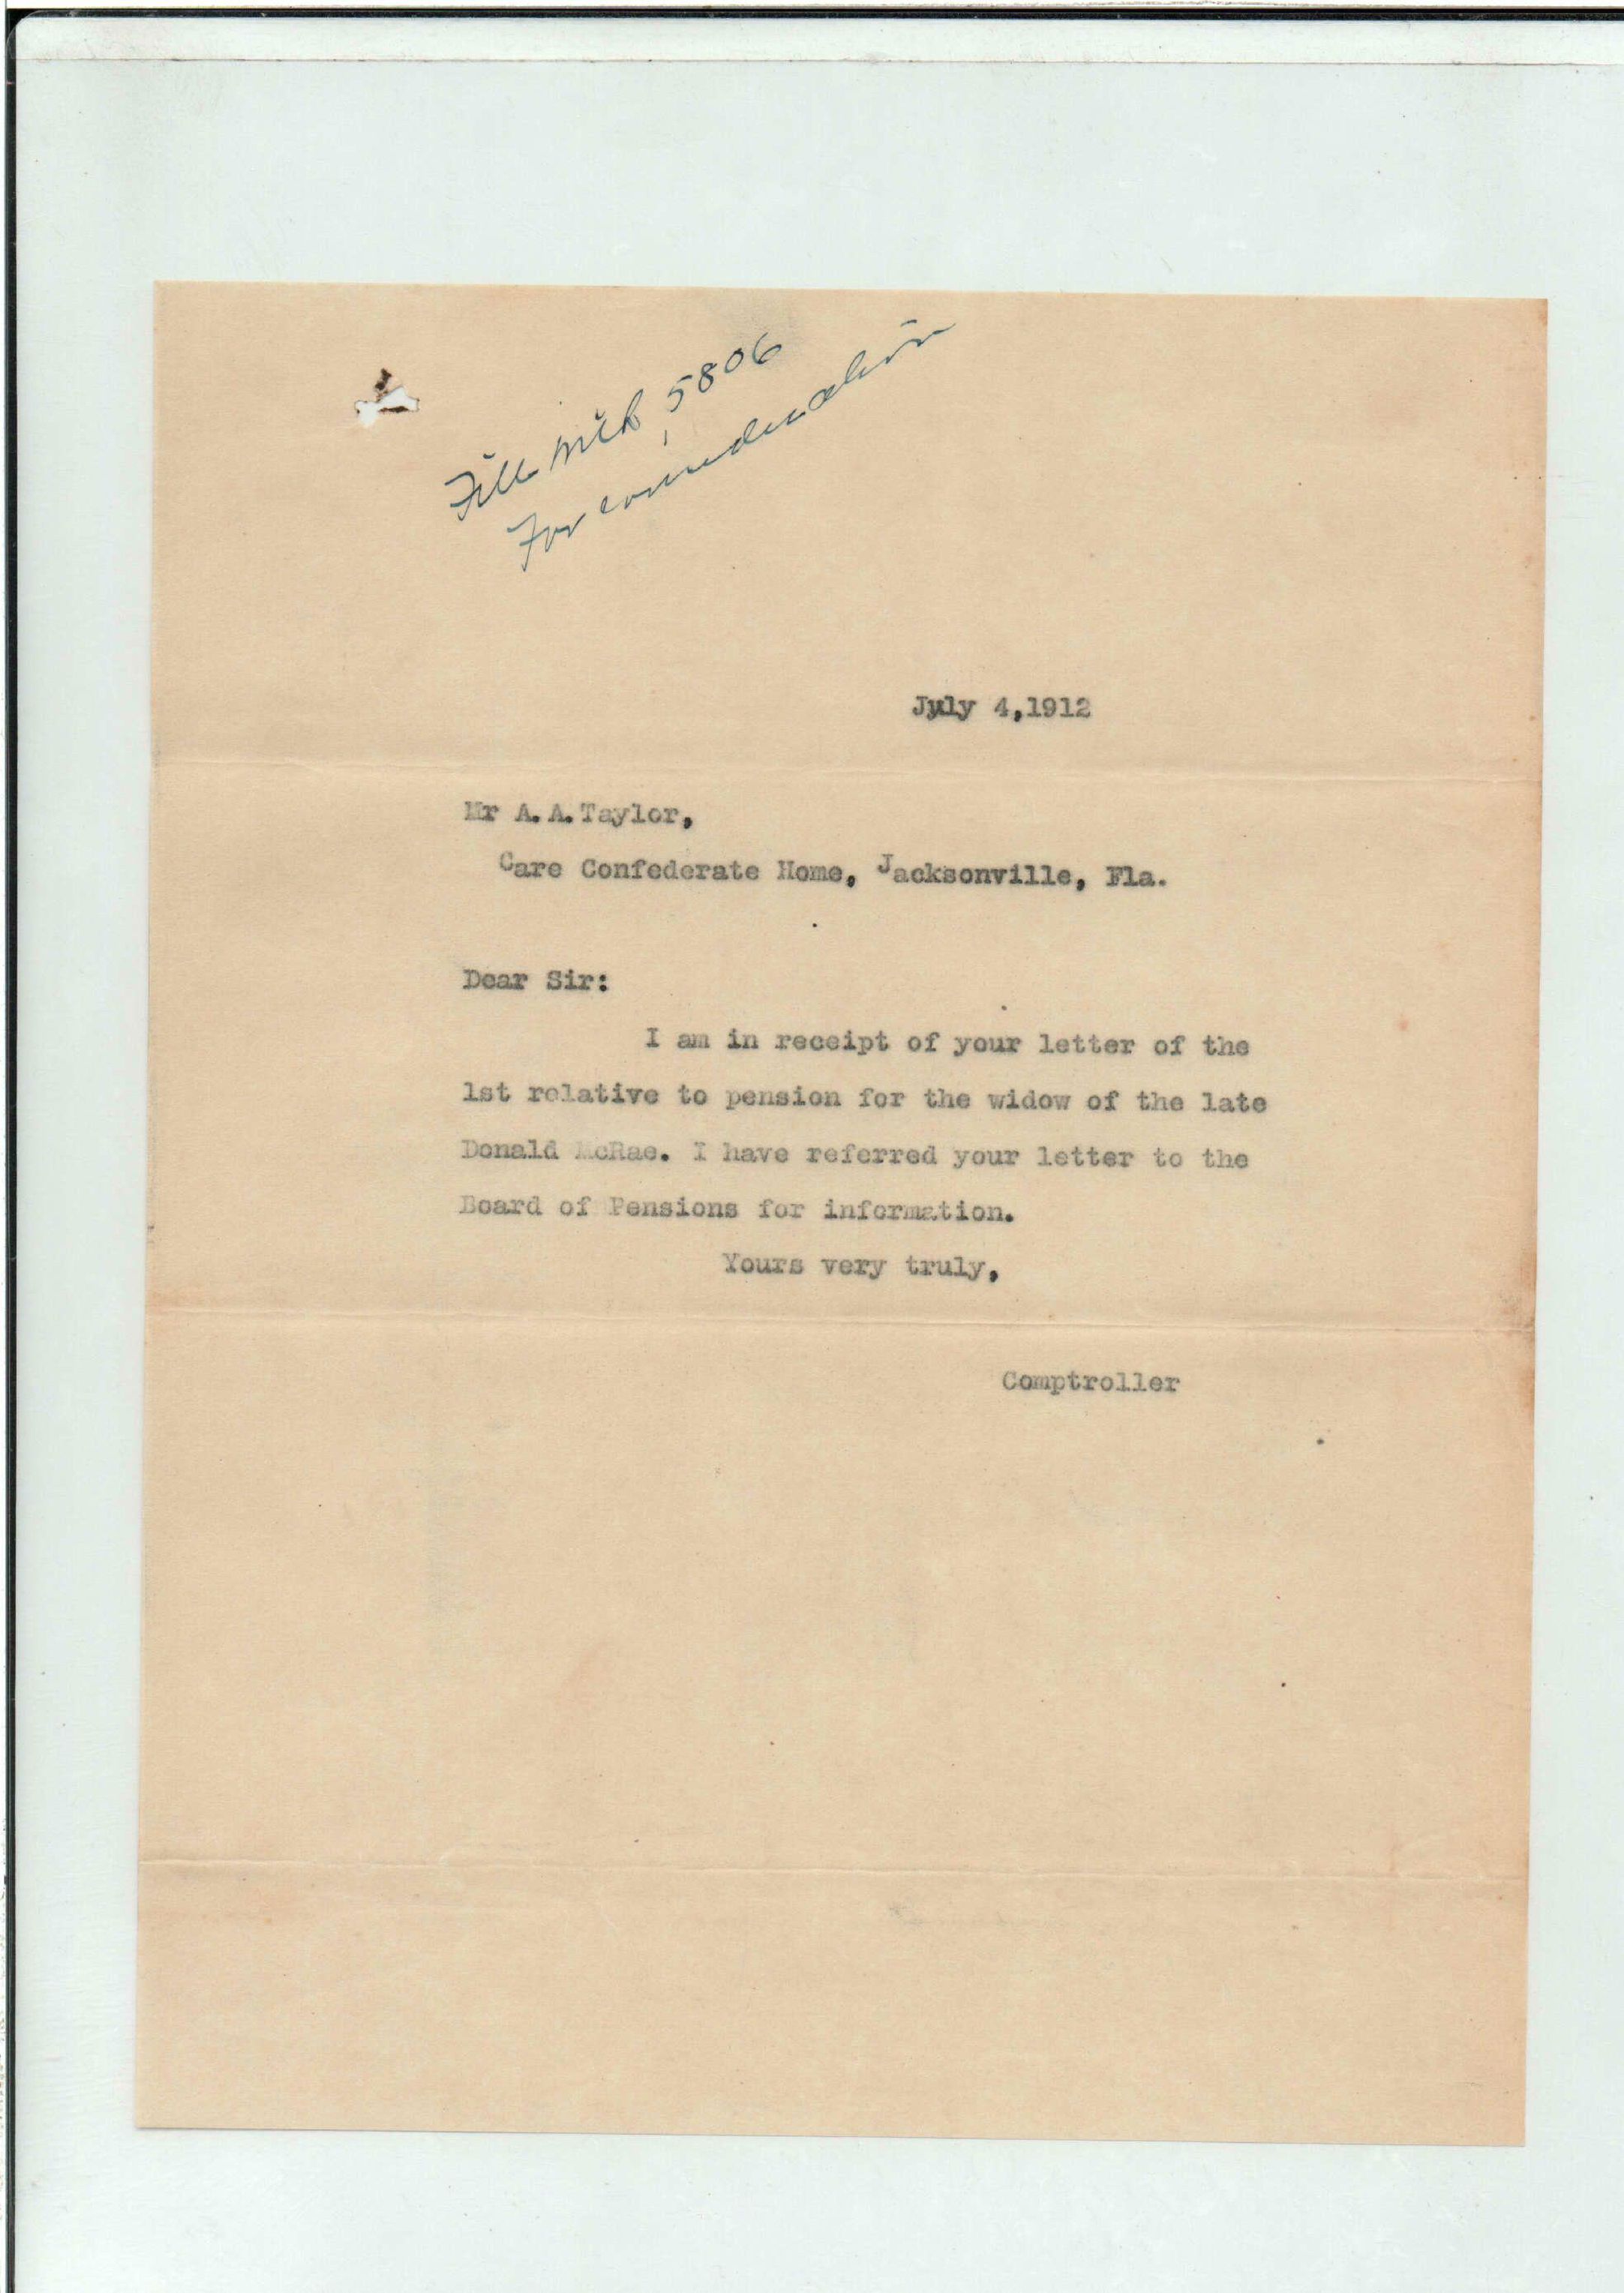 File with 5806
For consideration
July 4,1912
Mr A.A.Taylor,
Care Confederate Home, Jacksonville, Fla.
Dear Sir:
I am in receipt of your letter of the
1st relative to pension for the widow of the late
Donald McRae. I have referred your letter to the
Board of Pensions for information.
Yours very truly,
Comptroller